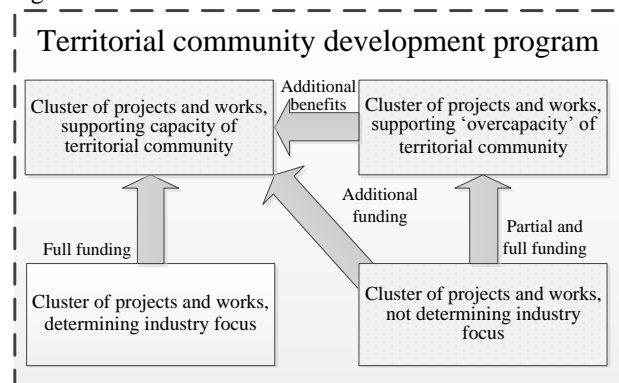 Territorial community development program
Cluster of projects and works,
supporting capacity of
territorial community
Additional
benefits
Cluster of projects and works,
supporting ‘overcapacity’ of
territorial community
Full funding
Additional
funding
Partial and
full funding
Cluster of projects and works,
determining industry focus
Cluster of projects and works,
not determining industry
focus